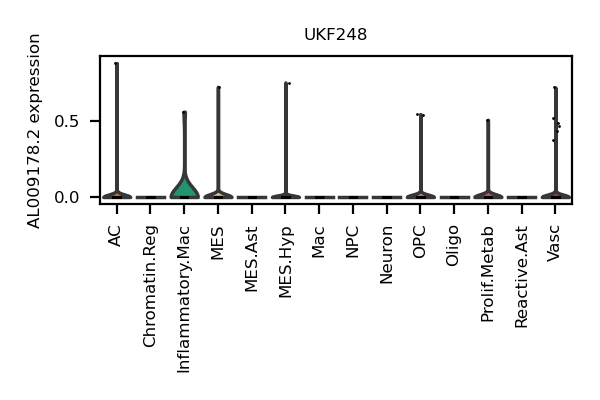 UKF248
AL009178.2 expression
0.5
0.0
AC
Chromatin.Reg
Inflammatory.Mac
MES
MES.Ast
MES.Hyp
Mac
NPC
Neuron
OPC
Oligo
Prolif.Metab
Reactive.Ast
Vasc